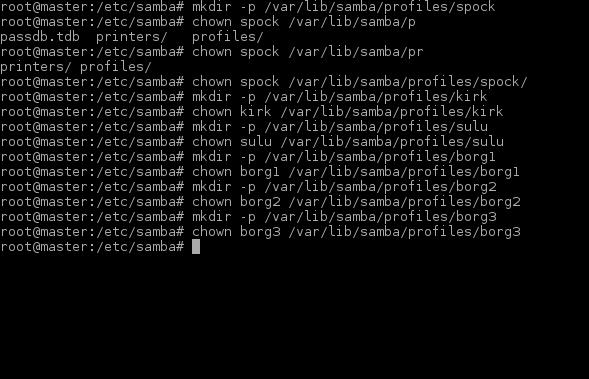 root@master:/etc/samba# mkdir -p /var/lib/samba/profiles/spock
root@master:/etc/samba# chown spock /var/lib/samba/p
passdb.tdb  printers/   profiles/
root@master:/etc/samba# chown spock /var/lib/samba/pr
printers/ profiles/
root@master:/etc/samba# chown spock /var/lib/samba/profiles/spock/
root@master:/etc/samba# mkdir -p /var/lib/samba/profiles/kirk
root@master:/etc/samba# chown kirk /var/lib/samba/profiles/kirk
root@master:/etc/samba# mkdir -p /var/lib/samba/profiles/sulu
root@master:/etc/samba# chown sulu /var/lib/samba/profiles/sulu
root@master:/etc/samba# mkdir -p /var/lib/samba/profiles/borg1
root@master:/etc/samba# chown borg1 /var/lib/samba/profiles/borg1
root@master:/etc/samba# mkdir -p /var/lib/samba/profiles/borg2
root@master:/etc/samba# chown borg2 /var/lib/samba/profiles/borg2
root@master:/etc/samba# mkdir -p /var/lib/samba/profiles/borg3
root@master:/etc/samba# chown borg3 /var/lib/samba/profiles/borg3
root@master:/etc/samba#